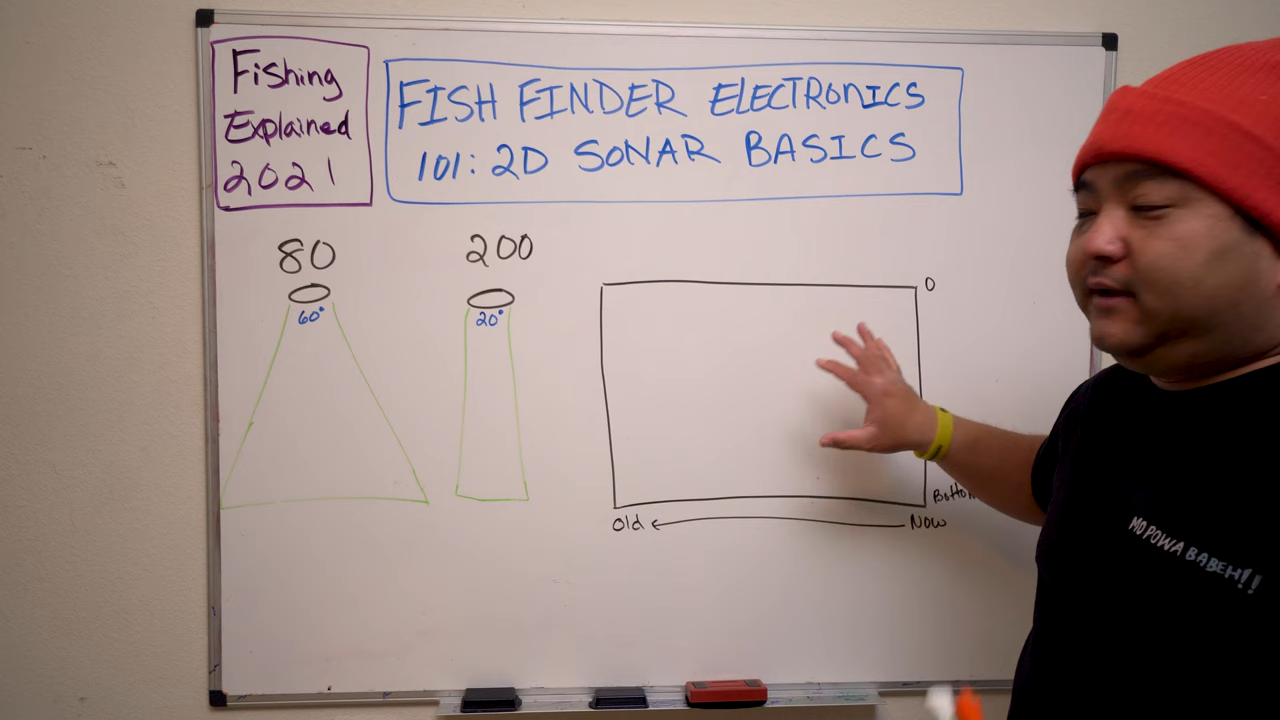 Fishing
Explained
2021
FISH FINDER ELECTRONICS
101: 2D SONAR BASICS
80
200
60°
20°
0
Bottom
Old
Now
MO POWA BABEH!!